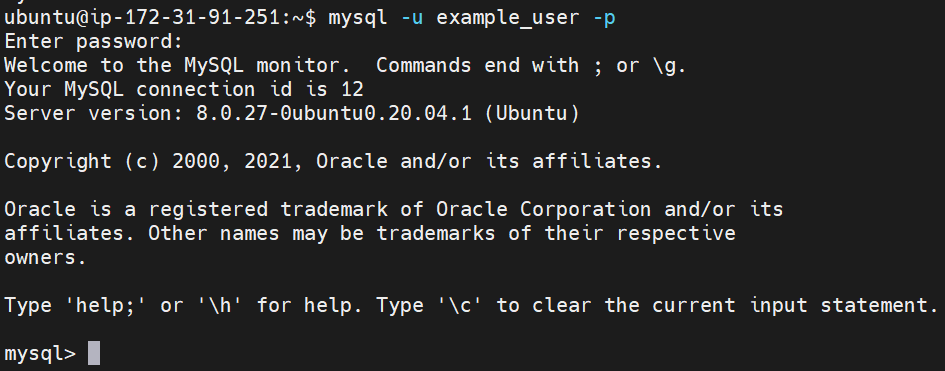 ubuntu@ip-172-31-91-251:~$ mysql -u example_user -p
Enter password:
Welcome to the MySQL monitor.  Commands end with ; or \g.
Your MySQL connection id is 12
Server version: 8.0.27-0ubuntu0.20.04.1 (Ubuntu)
Copyright (c) 2000, 2021, Oracle and/or its affiliates.
Oracle is a registered trademark of Oracle Corporation and/or its
affiliates. Other names may be trademarks of their respective
owners.
Type 'help;' or '\h' for help. Type '\c' to clear the current input statement.
mysql>